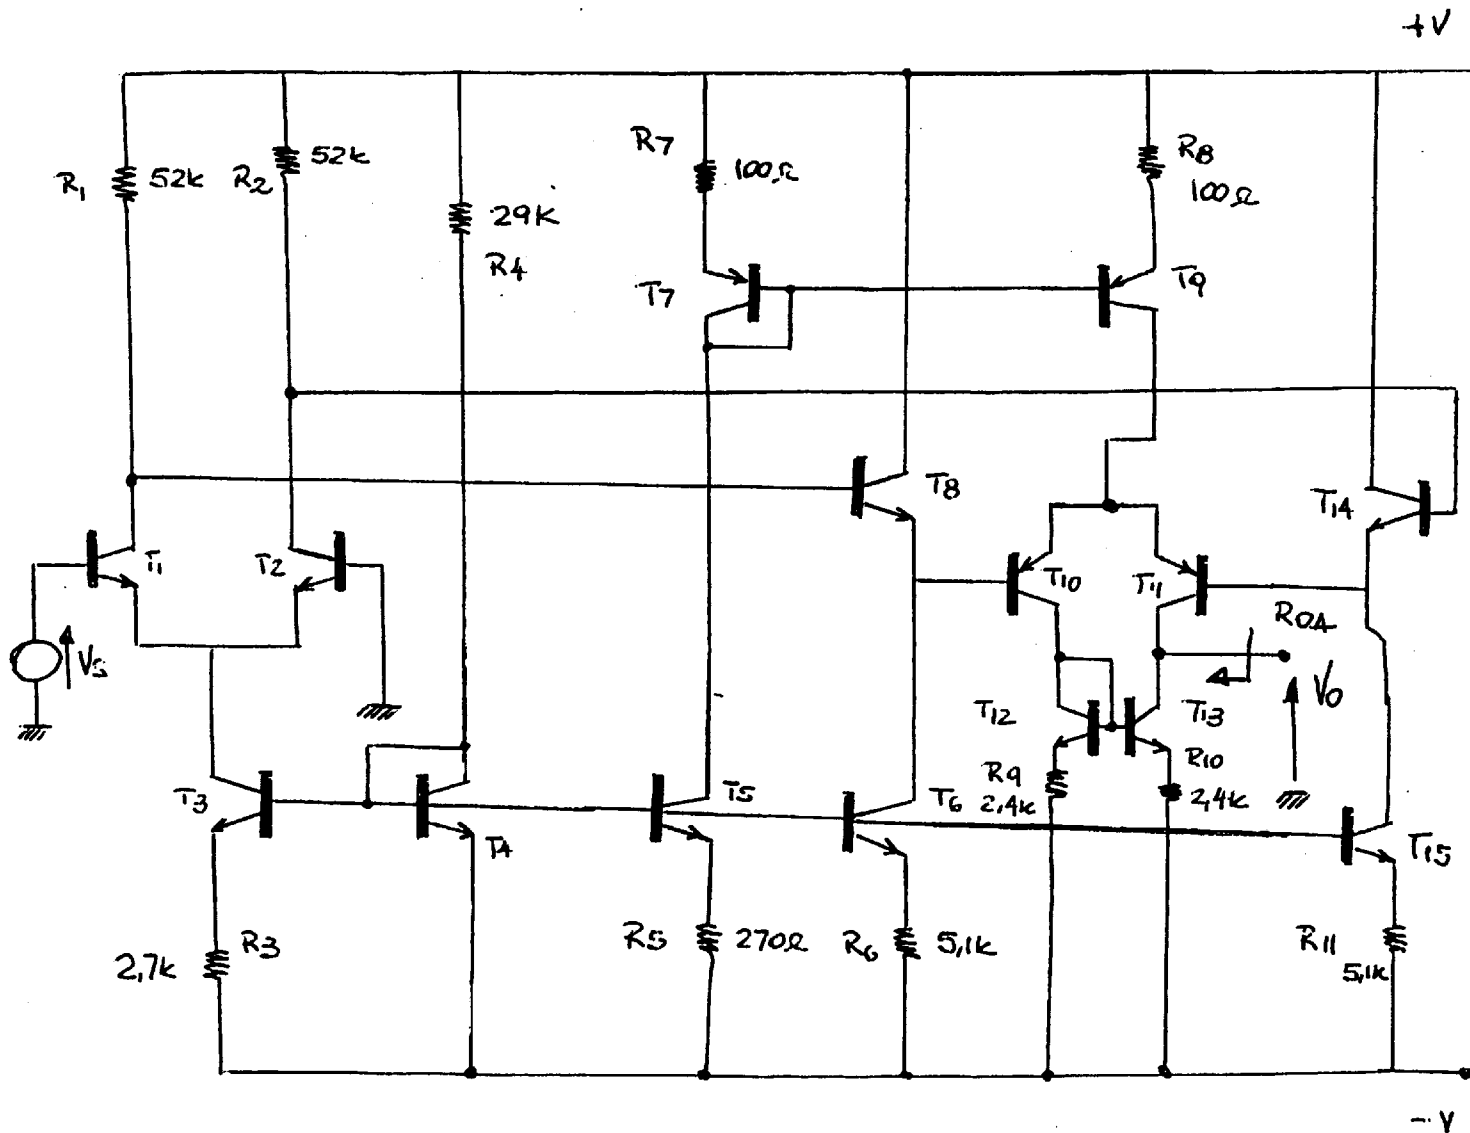 +V
R7
R8
R1
52k
R2
52k
100Ω
100Ω
29K
R4
T7
T9
T8
T14
T1
T2
T10
T11
ROA
Vs
Vo
T12
T13
R9
2,4k
R10
2,4k
T3
T4
T5
T6
T15
R3
2,7k
R5
270Ω
R6
5,1k
R11
5,1k
-V